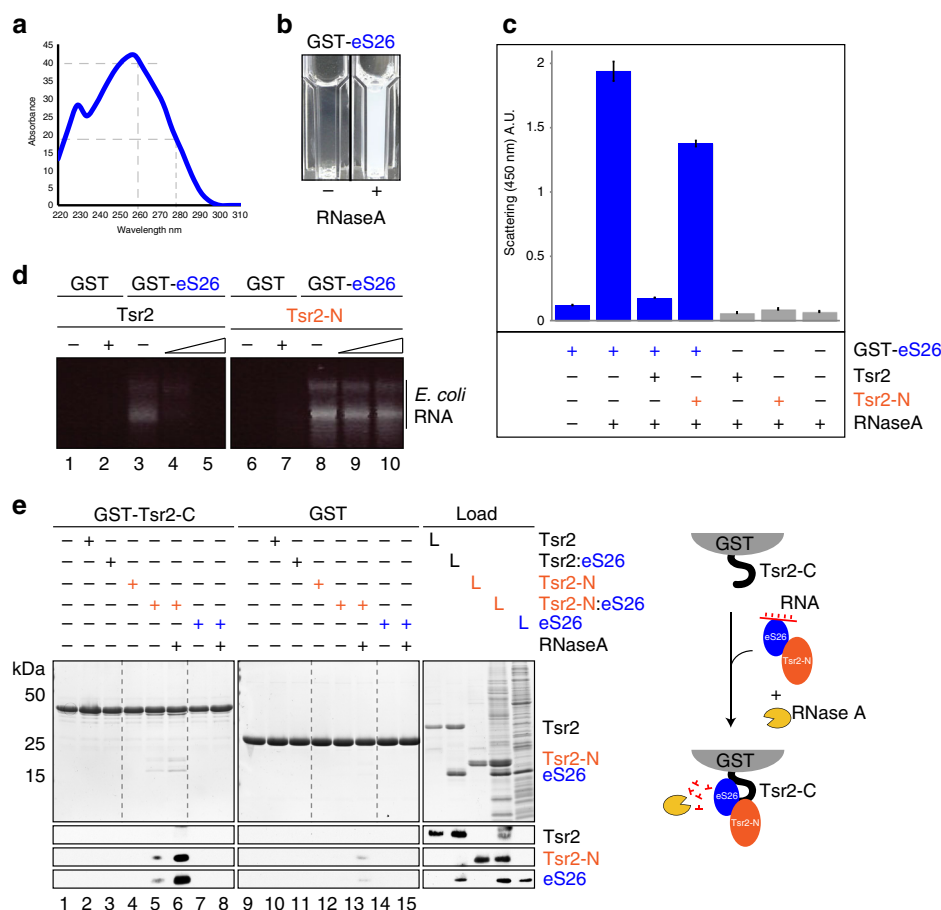 a
45
40
35
30
25
20
15
10
5
0
Absorbance
220 230 240 250 260 270 280 290 300 310
Wavelength nm
b
GST-eS26
– +
RNaseA
c
2
1.5
1
0.5
0
Scattering (450 nm) A.U.
+ + + + – – – GST-eS26
– – + – + – – Tsr2
– – – + – + – Tsr2-N
– + + + + + + RNaseA
d
GST GST-eS26 GST GST-eS26
Tsr2 Tsr2-N
– + – – + –
E. coli
RNA
1 2 3 4 5 6 7 8 9 10
e
GST-Tsr2-C GST Load
– + – – – – – – – + – – – – – – L Tsr2
– – + – – – – – – – + – – – – – L Tsr2:eS26
– – – + – – – – – – – + – – – – L Tsr2-N
– – – – + + – – – – – – + + – – L Tsr2-N:eS26
– – – – – – + + – – – – – – + + L eS26
– – – – – + – + – – – – – + – + RNaseA
kDa
50
25
15
Tsr2
Tsr2-N
eS26
Tsr2
Tsr2-N
eS26
1 2 3 4 5 6 7 8 9 10 11 12 13 14 15
GST
Tsr2-C
RNA
eS26
Tsr2-N
+
RNase A
GST
Tsr2-C
eS26
Tsr2-N